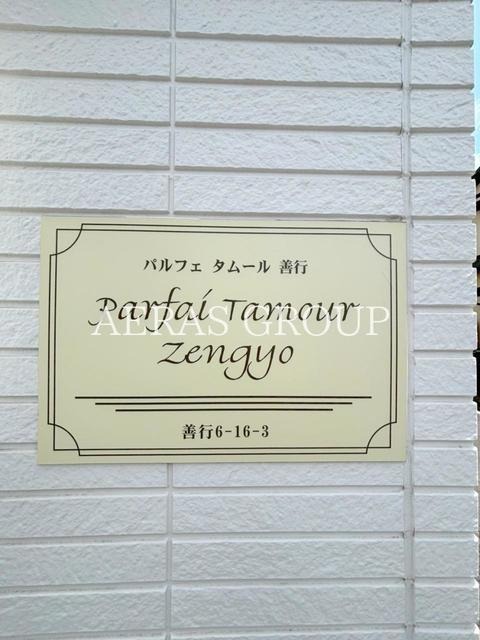 パルフェ タムール 善行
Parfaí Tamour
AERAS GROUP
Zengyo
善行6-16-3